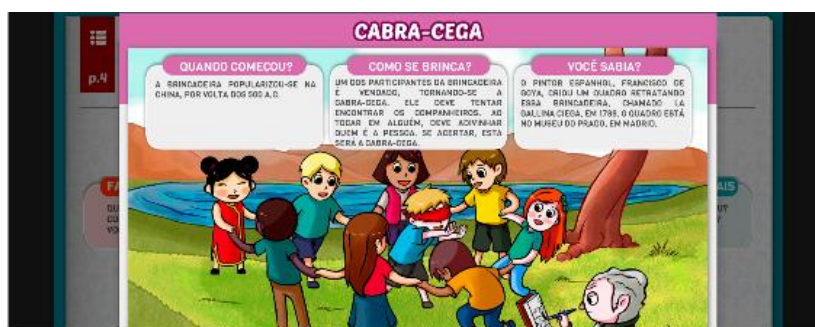 CABRA-CEGA
p.4
QUANDO COMEÇOU?
A BRINCADEIRA POPULARIZOU-SE NA
CHINA, POR VOLTA DOS 500 A.C.
COMO SE BRINCA?
UM DOS PARTICIPANTES DA BRINCADEIRA
É VENDADO, TORNANDO-SE A
CABRA-CEGA. ELE DEVE TENTAR
ENCONTRAR OS COMPANHEIROS. AO
TOCAR EM ALGUÉM, DEVE ADIVINHAR
QUEM É A PESSOA. SE ACERTAR, ESTA
SERÁ A CABRA-CEGA.
VOCÊ SABIA?
O PINTOR ESPANHOL, FRANCISCO DE
GOYA, CRIOU UM QUADRO RETRATANDO
ESSA BRINCADEIRA, CHAMADO LA
GALLINA CIEGA, EM 1789, O QUADRO ESTÁ
NO MUSEU DO PRADO, EM MADRID.
FA
AIS